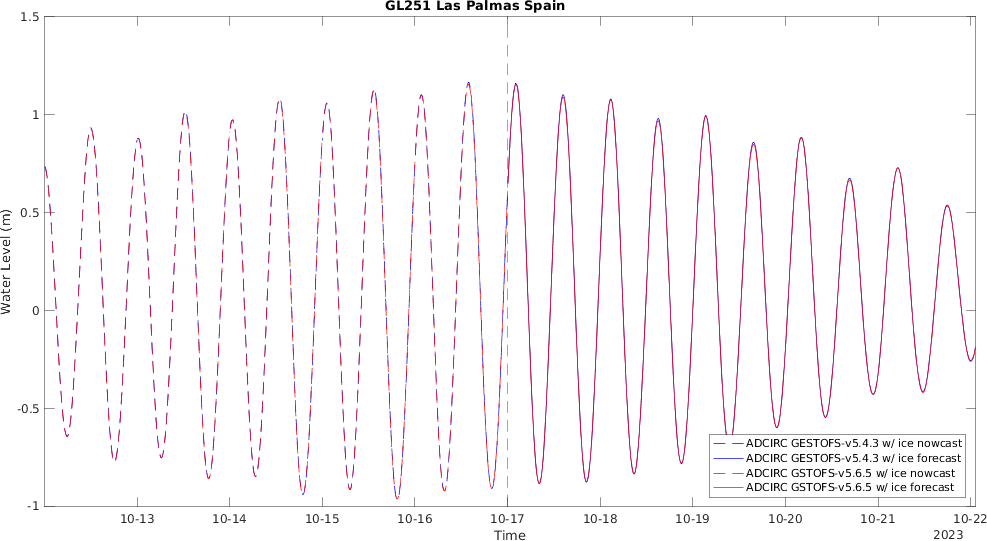 GL251 Las Palmas Spain
1.5
1
0.5
0
-0.5
-1
Water Level (m)
ADCIRC GESTOFS-v5.4.3 w/ ice nowcast
ADCIRC GESTOFS-v5.4.3 w/ ice forecast
ADCIRC GSTOFS-v5.6.5 w/ ice nowcast
ADCIRC GSTOFS-v5.6.5 w/ ice forecast
10-13 10-14 10-15 10-16 10-17 10-18 10-19 10-20 10-21 10-22
Time
2023